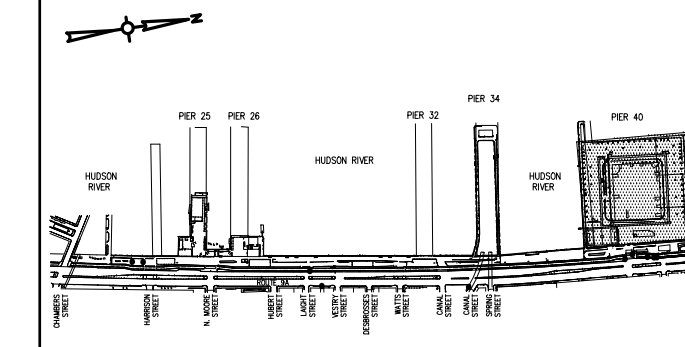 N
PIER 34
PIER 25
PIER 26
PIER 32
PIER 40
HUDSON RIVER
HUDSON
RIVER
HUDSON
RIVER
ROUTE 9A
CHAMBERS
STREET
HARRISON
STREET
N. MOORE
STREET
HUBERT
STREET
LAIGHT
STREET
VESTRY
STREET
DESBROSSES
STREET
WATTS
STREET
CANAL
STREET
CANAL
STREET
SPRING
STREET